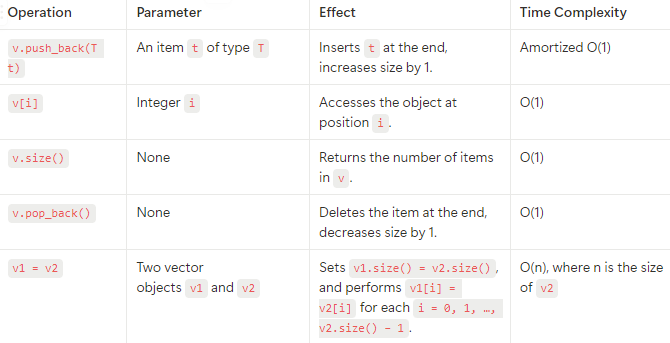 Operation Parameter Effect Time Complexity
v.push_back(T An item t of type T Inserts t at the end, Amortized O(1)
t) increases size by 1.
v[i] Integer i Accesses the object at O(1)
position i.
v.size() None Returns the number of items O(1)
in v.
v.pop_back() None Deletes the item at the end, O(1)
decreases size by 1.
v1 = v2 Two vector Sets v1.size() = v2.size(), O(n), where n is the size
objects v1 and v2 and performs v1[i] = of v2
v2[i] for each i = 0, 1, …,
v2.size() - 1.